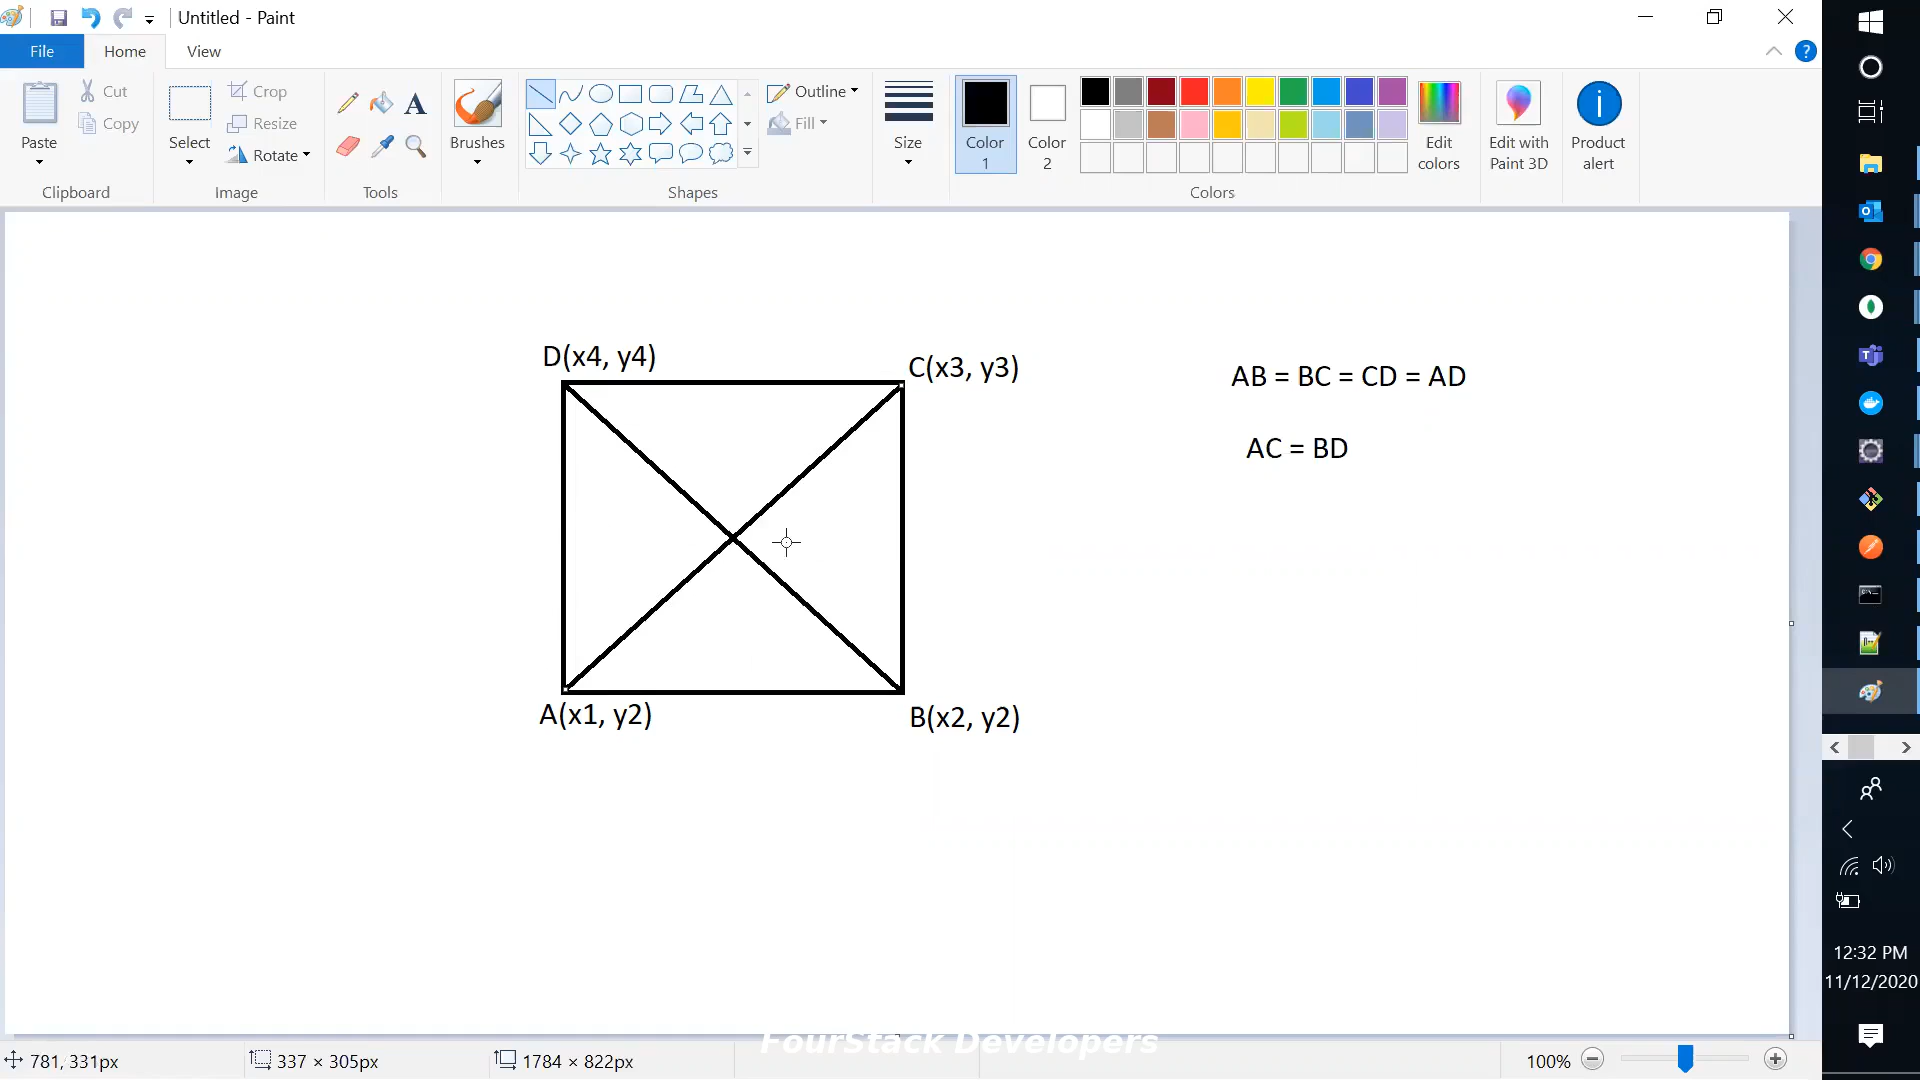 Untitled - Paint
File Home View
Paste
Cut
Copy
Clipboard
Select
Crop
Resize
Rotate
Image
A
Tools
Brushes
Shapes
Outline
Fill
Size
Color 1
Color 2
Edit colors
Colors
Edit with Paint 3D
Product alert
D(x4, y4)
C(x3, y3)
AB = BC = CD = AD
AC = BD
A(x1, y2)
B(x2, y2)
12:32 PM
11/12/2020
FourStack Developers
781, 331px
337 × 305px
1784 × 822px
100%